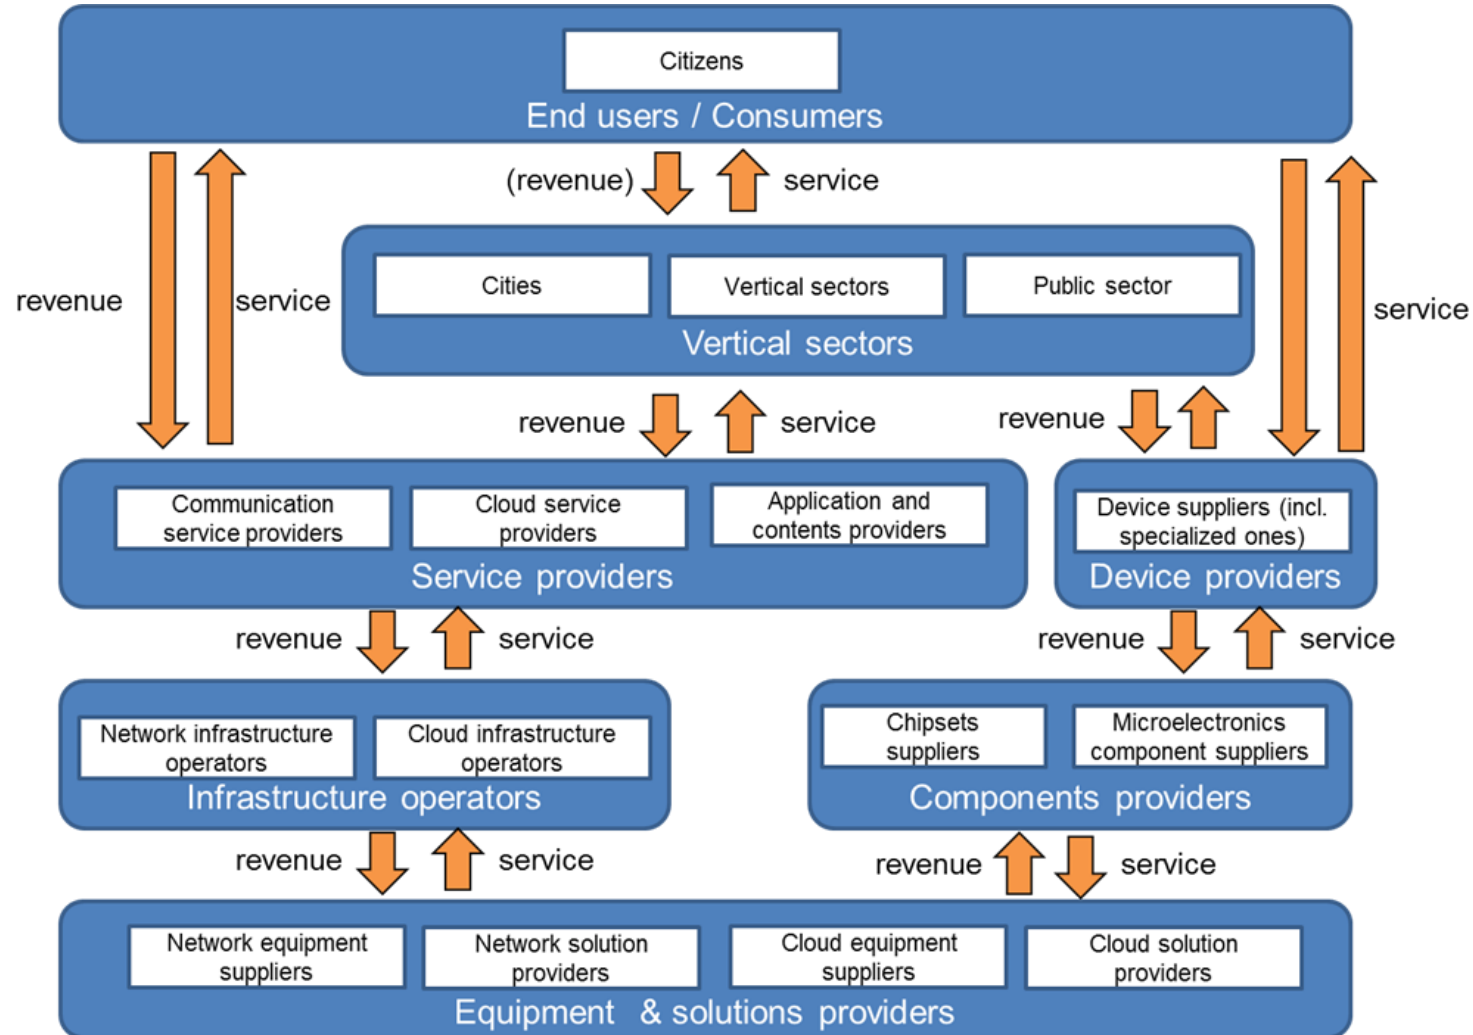 Citizens
End users / Consumers
(revenue)
service
revenue
service
service
Cities
Vertical sectors
Public sector
Vertical sectors
revenue
service
revenue
Communication
service providers
Cloud service
providers
Application and
contents providers
Service providers
Device suppliers (incl.
specialized ones)
Device providers
revenue
service
revenue
service
Network infrastructure
operators
Cloud infrastructure
operators
Infrastructure operators
Chipsets
suppliers
Microelectronics
component suppliers
Components providers
revenue
service
revenue
service
Network equipment
suppliers
Network solution
providers
Cloud equipment
suppliers
Cloud solution
providers
Equipment & solutions providers